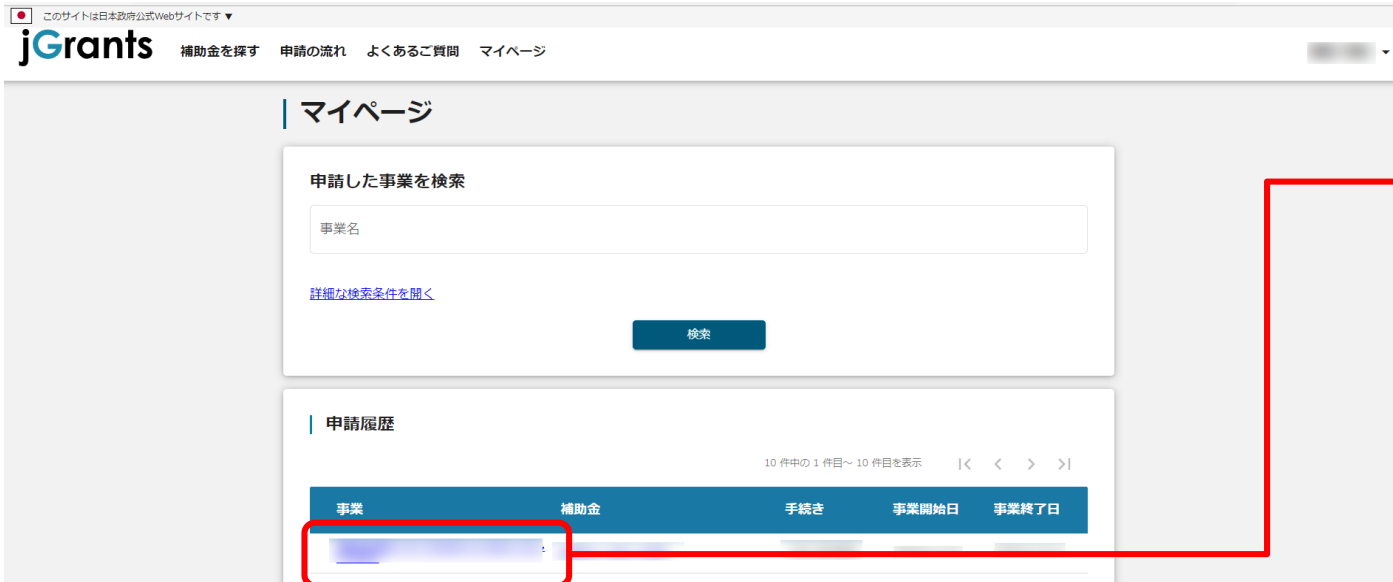 このサイトは日本政府公式Webサイトです ▼
jGrants 補助金を探す 申請の流れ よくあるご質問 マイページ
マイページ
申請した事業を検索
事業名
詳細な検索条件を開く
検索
申請履歴
10 件中の 1 件目～ 10 件目を表示
事業 補助金 手続き 事業開始日 事業終了日